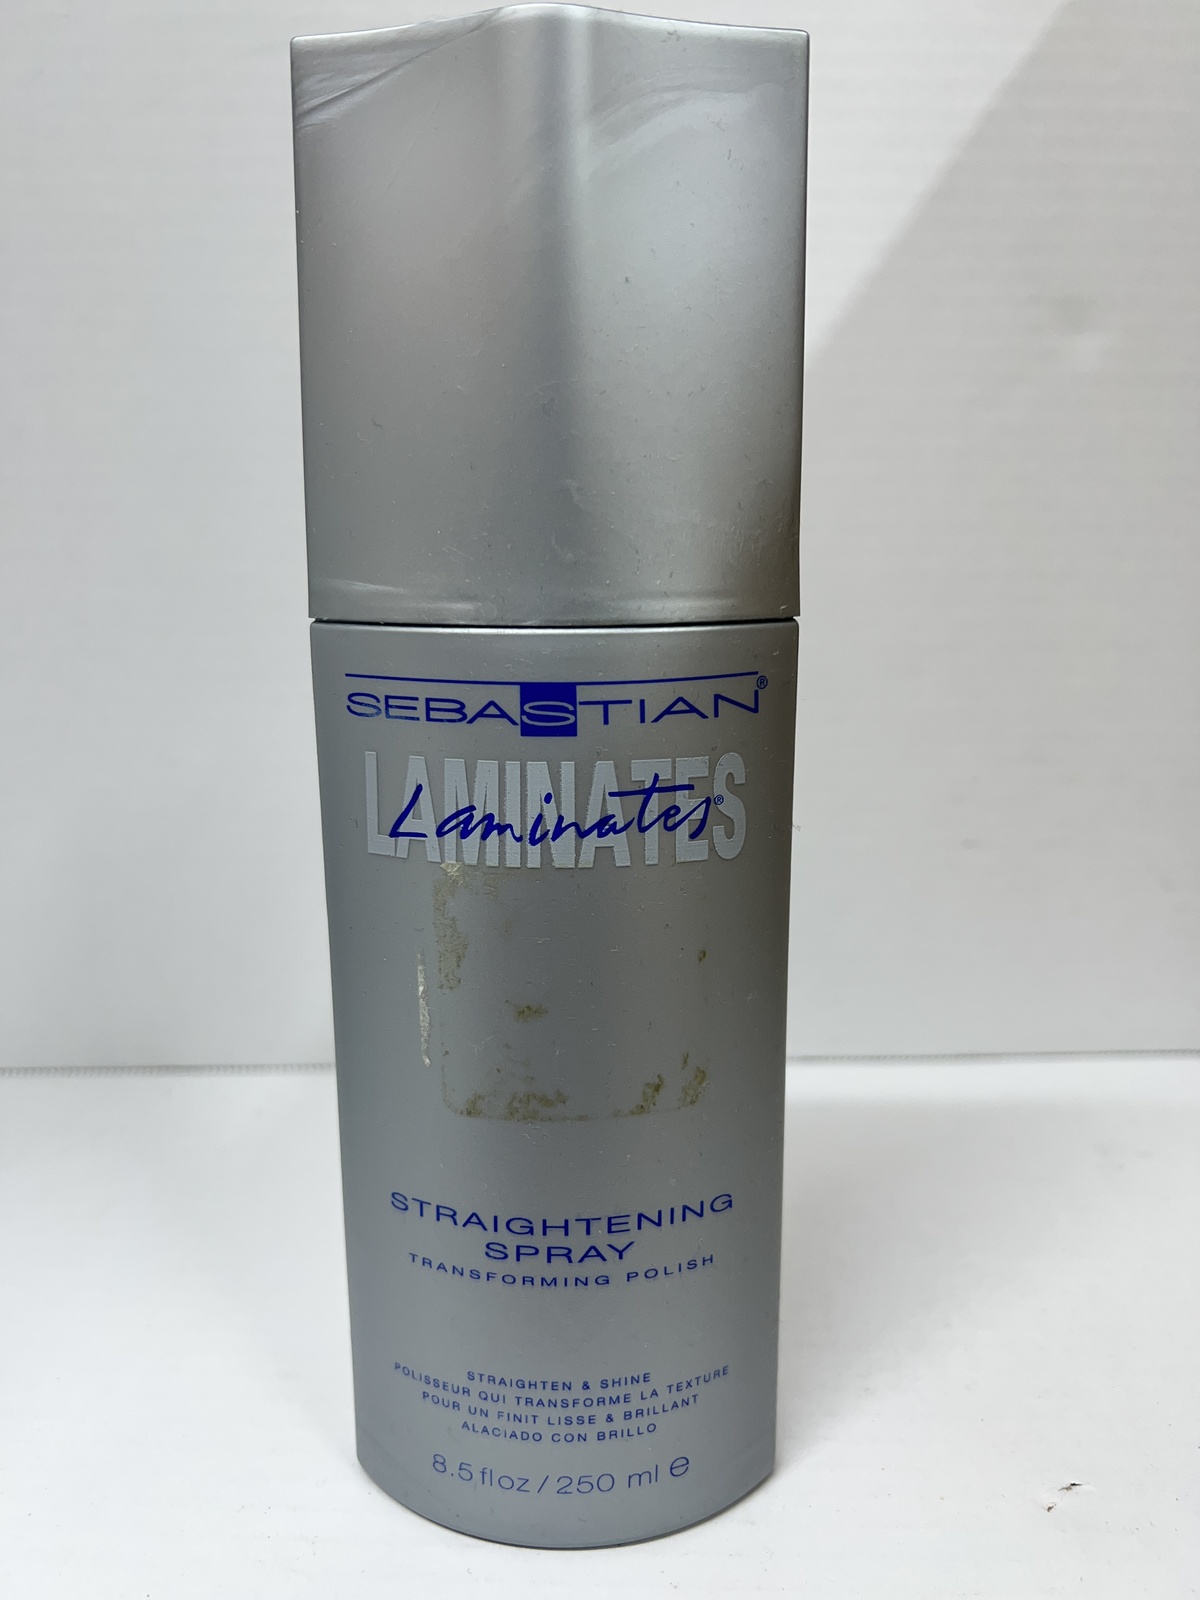 SEBASTIAN®
LAMINATES
Laminates®
STRAIGHTENING
SPRAY
TRANSFORMING POLISH
STRAIGHTEN & SHINE
POLISSEUR QUI TRANSFORME LA TEXTURE
POUR UN FINIT LISSE & BRILLANT
ALACIADO CON BRILLO
8.5 fl oz / 250 ml ℮